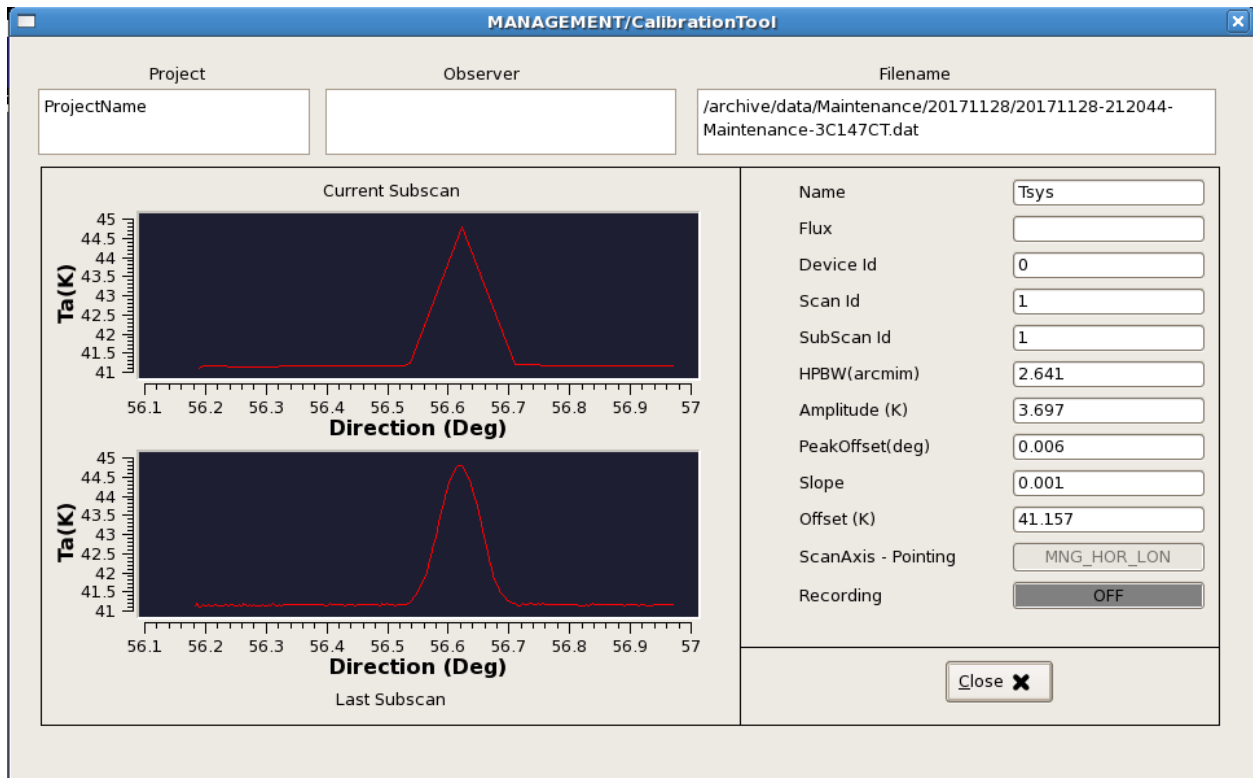 MANAGEMENT/CalibrationTool
Project
Observer
Filename
ProjectName
/archive/data/Maintenance/20171128/20171128-212044-
Maintenance-3C147CT.dat
Current Subscan
Ta(K)
45
44.5
44
43.5
43
42.5
42
41.5
41
56.1 56.2 56.3 56.4 56.5 56.6 56.7 56.8 56.9 57
Direction (Deg)
Ta(K)
45
44.5
44
43.5
43
42.5
42
41.5
41
56.1 56.2 56.3 56.4 56.5 56.6 56.7 56.8 56.9 57
Direction (Deg)
Last Subscan
Name Tsys
Flux
Device Id 0
Scan Id 1
SubScan Id 1
HPBW(arcmim) 2.641
Amplitude (K) 3.697
PeakOffset(deg) 0.006
Slope 0.001
Offset (K) 41.157
ScanAxis - Pointing MNG_HOR_LON
Recording OFF
Close